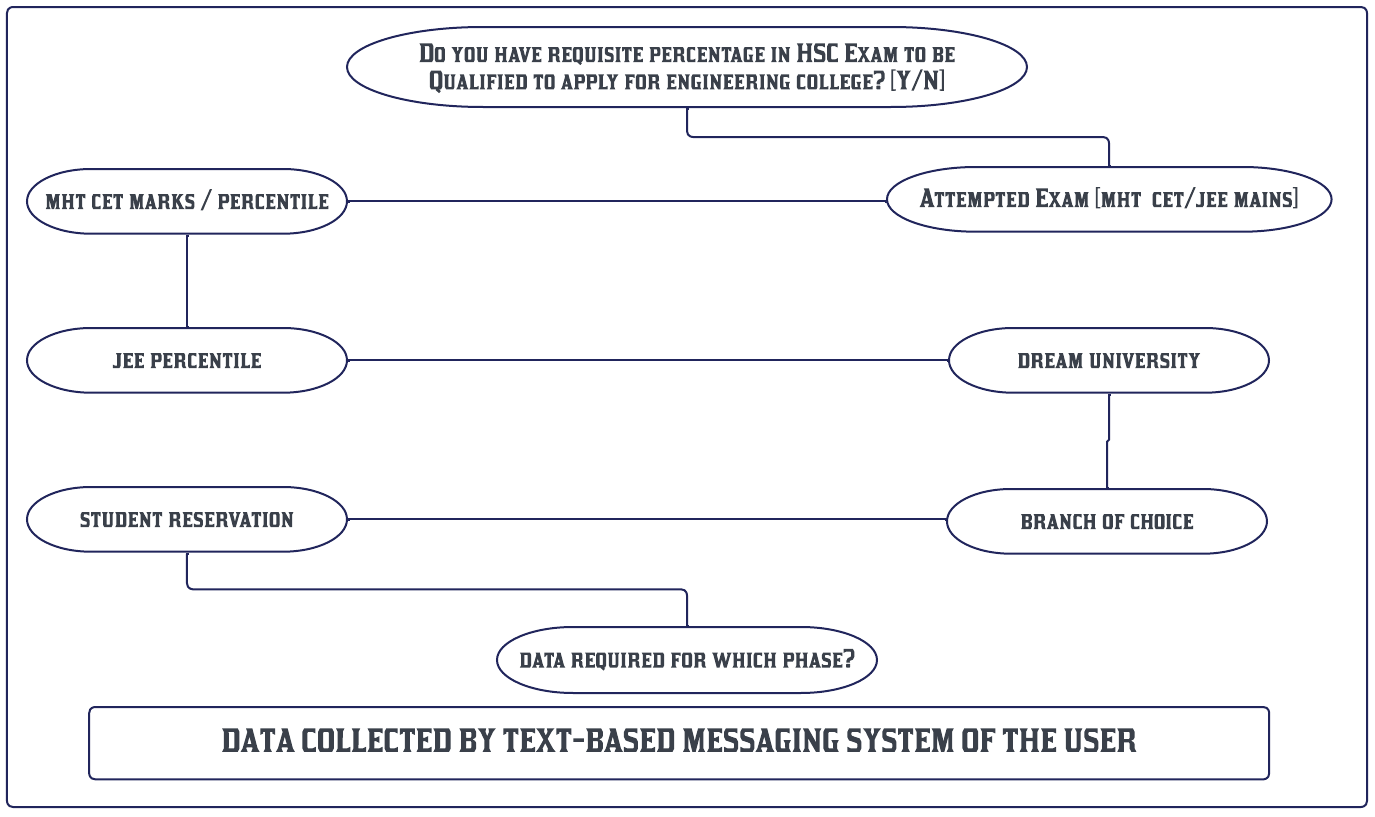 Do you have requisite percentage in HSC Exam to be
Qualified to apply for engineering college? [Y/N]
MHT CET MARKS / PERCENTILE
Attempted Exam [MHT CET/JEE MAINS]
JEE PERCENTILE
DREAM UNIVERSITY
STUDENT RESERVATION
BRANCH OF CHOICE
DATA REQUIRED FOR WHICH PHASE?
DATA COLLECTED BY TEXT-BASED MESSAGING SYSTEM OF THE USER